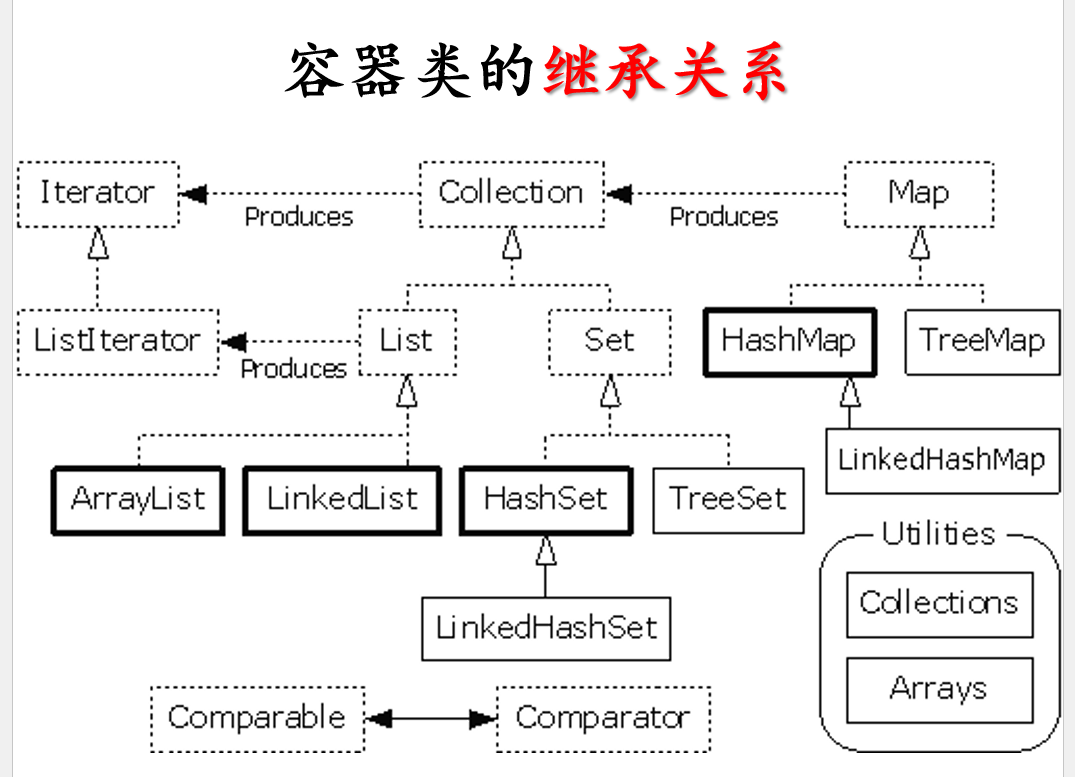 容器类的继承关系
Iterator
Produces
Collection
Produces
Map
ListIterator
Produces
List
Set
HashMap
TreeMap
ArrayList
LinkedList
HashSet
TreeSet
LinkedHashMap
LinkedHashSet
Utilities
Collections
Arrays
Comparable
Comparator